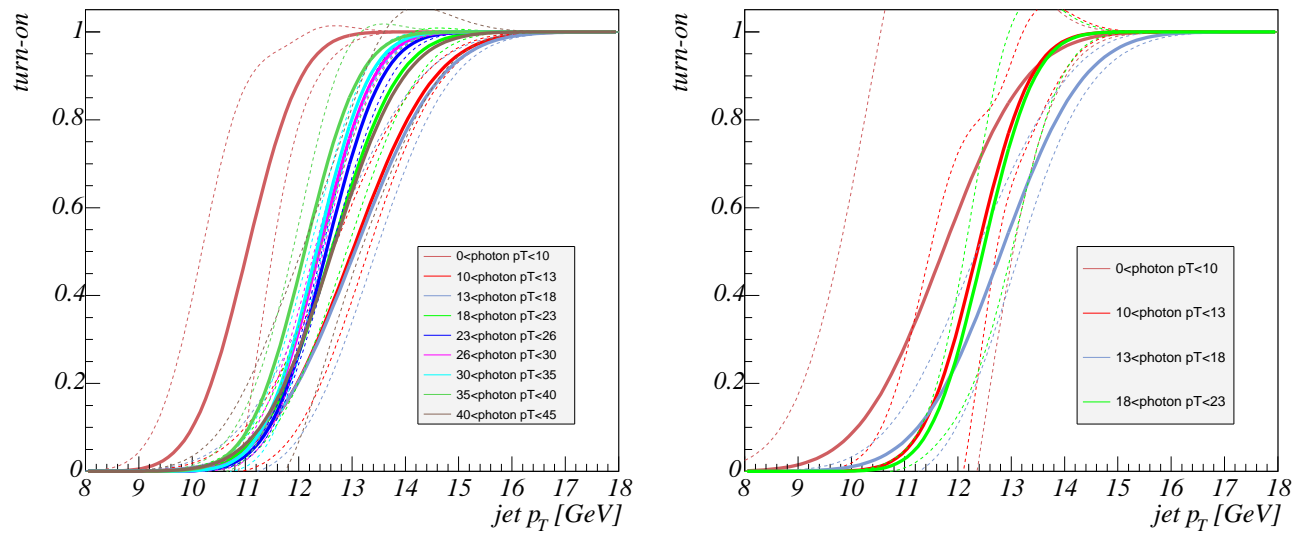 turn-on
1
0.8
0.6
0.4
0.2
0
8 9 10 11 12 13 14 15 16 17 18
jet p_T [GeV]
0<photon pT<10
10<photon pT<13
13<photon pT<18
18<photon pT<23
23<photon pT<26
26<photon pT<30
30<photon pT<35
35<photon pT<40
40<photon pT<45
turn-on
1
0.8
0.6
0.4
0.2
0
8 9 10 11 12 13 14 15 16 17 18
jet p_T [GeV]
0<photon pT<10
10<photon pT<13
13<photon pT<18
18<photon pT<23